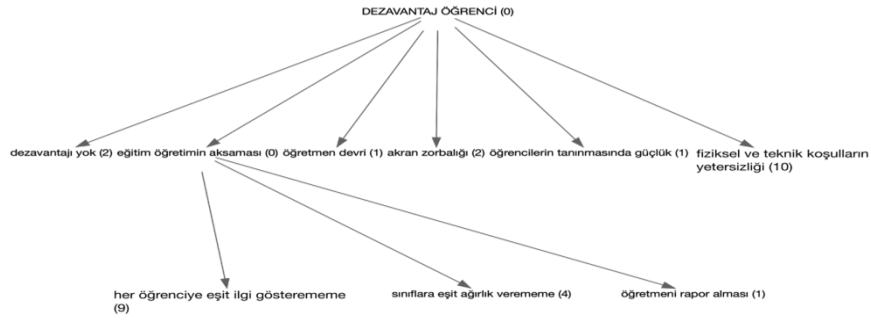 DEZAVANTAJ ÖĞRENCİ (0)
dezavantajı yok (2) eğitim öğretimin aksaması (0) öğretmen devri (1) akran zorbalığı (2) öğrencilerin tanınmasında güçlük (1) fiziksel ve teknik koşulların
yetersizliği (10)
her öğrenciye eşit ilgi gösterememe
(9)
sınıflara eşit ağırlık verememe (4)
öğretmeni rapor alması (1)